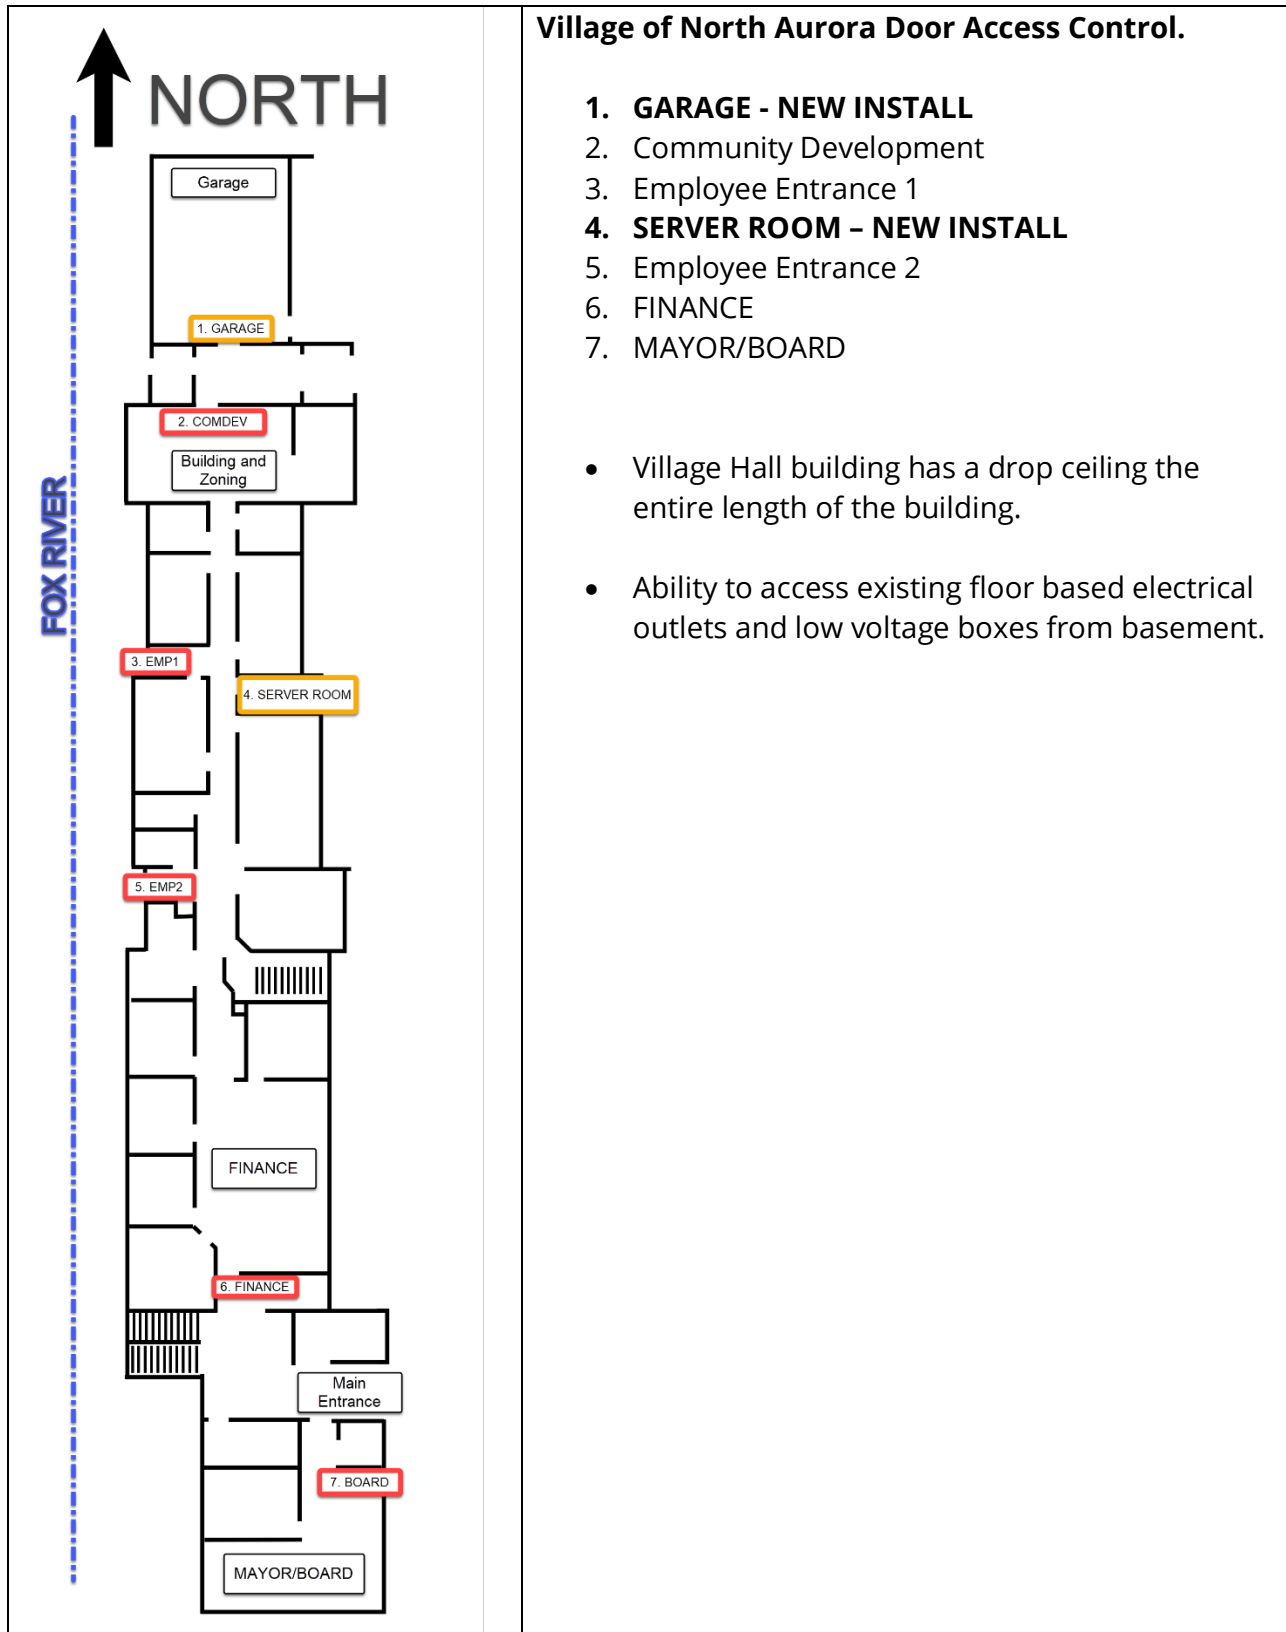 NORTH
Garage
1. GARAGE
2. COMDEV
Building and
Zoning
FOX RIVER
3. EMP1
4. SERVER ROOM
5. EMP2
FINANCE
6. FINANCE
Main
Entrance
7. BOARD
MAYOR/BOARD
Village of North Aurora Door Access Control.
1. GARAGE - NEW INSTALL
2. Community Development
3. Employee Entrance 1
4. SERVER ROOM – NEW INSTALL
5. Employee Entrance 2
6. FINANCE
7. MAYOR/BOARD
• Village Hall building has a drop ceiling the
entire length of the building.
• Ability to access existing floor based electrical
outlets and low voltage boxes from basement.